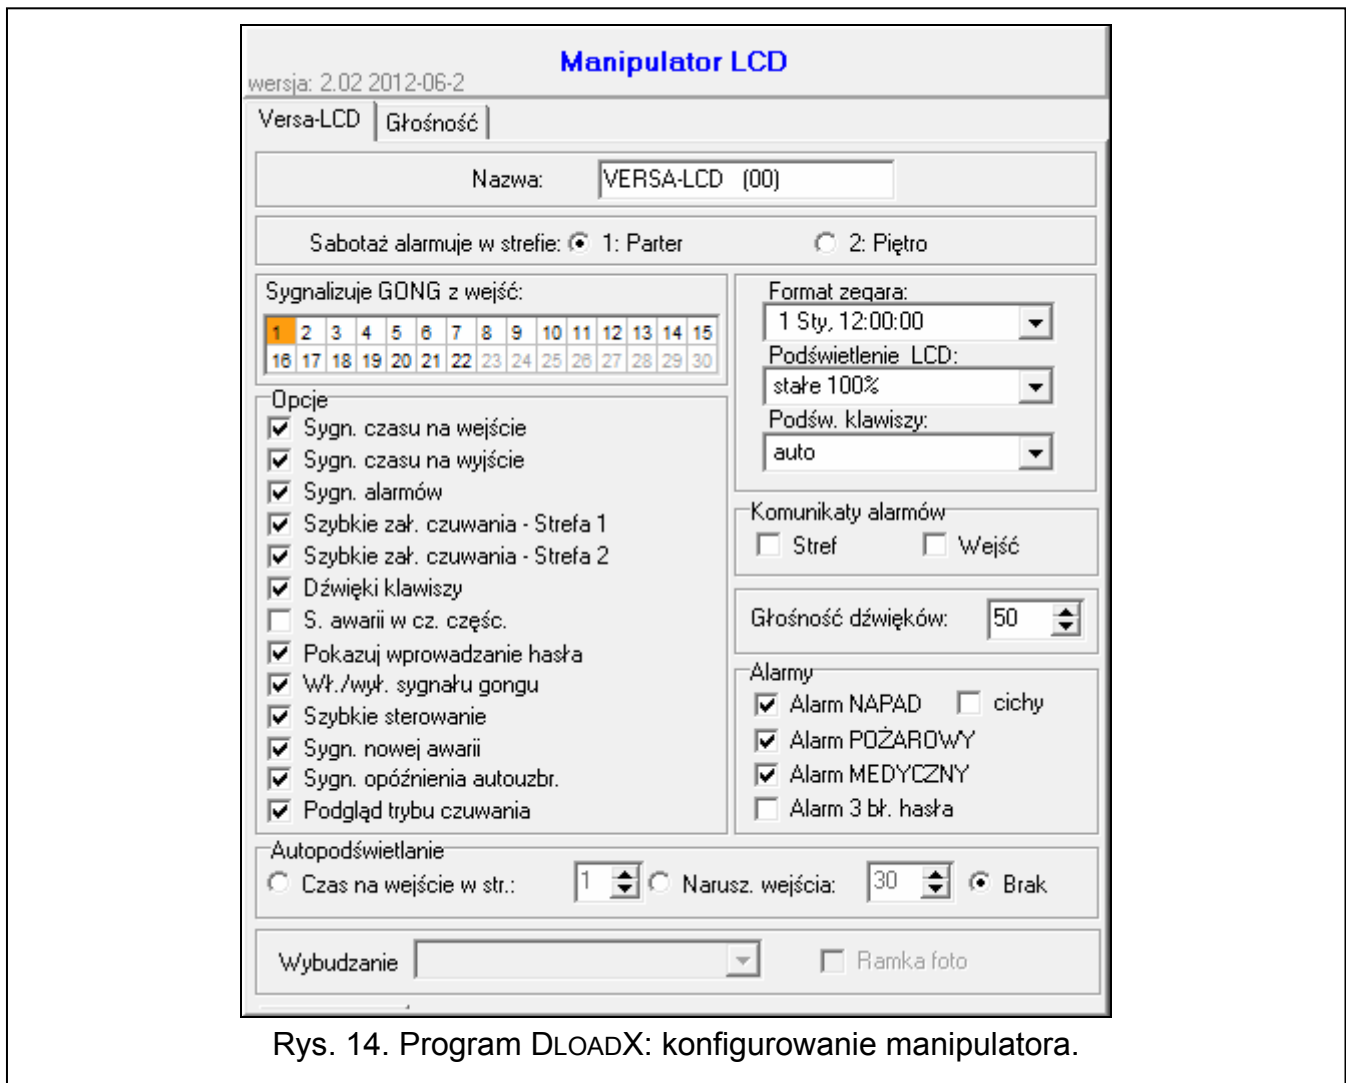 Manipulator LCD
wersja: 2.02 2012-06-2
Versa-LCD
Głośność
Nazwa: VERSA-LCD (00)
Sabotaż alarmuje w strefie: 1: Parter 2: Piętro
Sygnalizuje GONG z wejść:
1 2 3 4 5 6 7 8 9 10 11 12 13 14 15
16 17 18 19 20 21 22 23 24 25 26 27 28 29 30
Opcje
Sygn. czasu na wejście
Sygn. czasu na wyjście
Sygn. alarmów
Szybkie zał. czuwania - Strefa 1
Szybkie zał. czuwania - Strefa 2
Dźwięki klawiszy
S. awarii w cz. częśc.
Pokazuj wprowadzanie hasła
Wł./wył. sygnału gongu
Szybkie sterowanie
Sygn. nowej awarii
Sygn. opóźnienia autouzbr.
Podgląd trybu czuwania
Format zegara:
1 Sty, 12:00:00
Podświetlenie LCD:
stałe 100%
Podśw. klawiszy:
auto
Komunikaty alarmów
Stref Wejść
Głośność dźwięków: 50
Alarmy
Alarm NAPAD cichy
Alarm POŻAROWY
Alarm MEDYCZNY
Alarm 3 bł. hasła
Autopodświetlanie
Czas na wejście w str.: 1 Narusz. wejścia: 30 Brak
Wybudzanie Ramka foto
Rys. 14. Program DLOADX: konfigurowanie manipulatora.